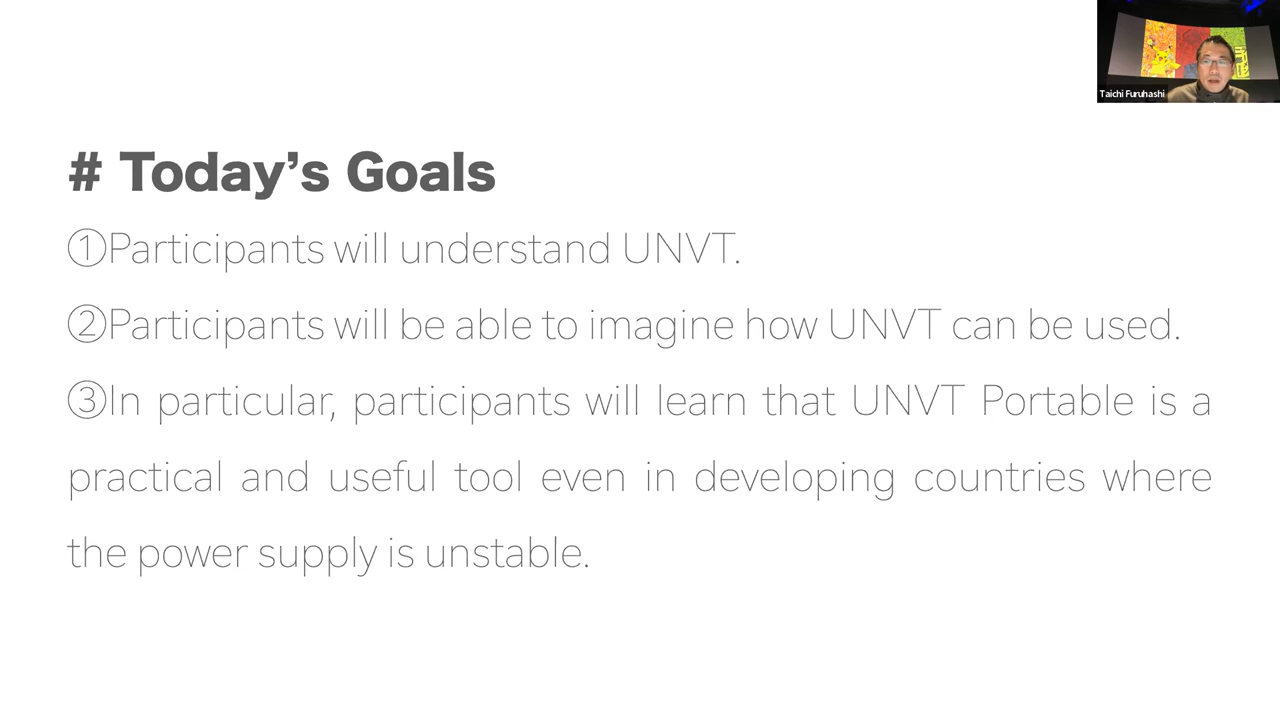 Taichi Furuhashi
# Today’s Goals
①Participants will understand UNVT.
②Participants will be able to imagine how UNVT can be used.
③In particular, participants will learn that UNVT Portable is a
practical and useful tool even in developing countries where
the power supply is unstable.